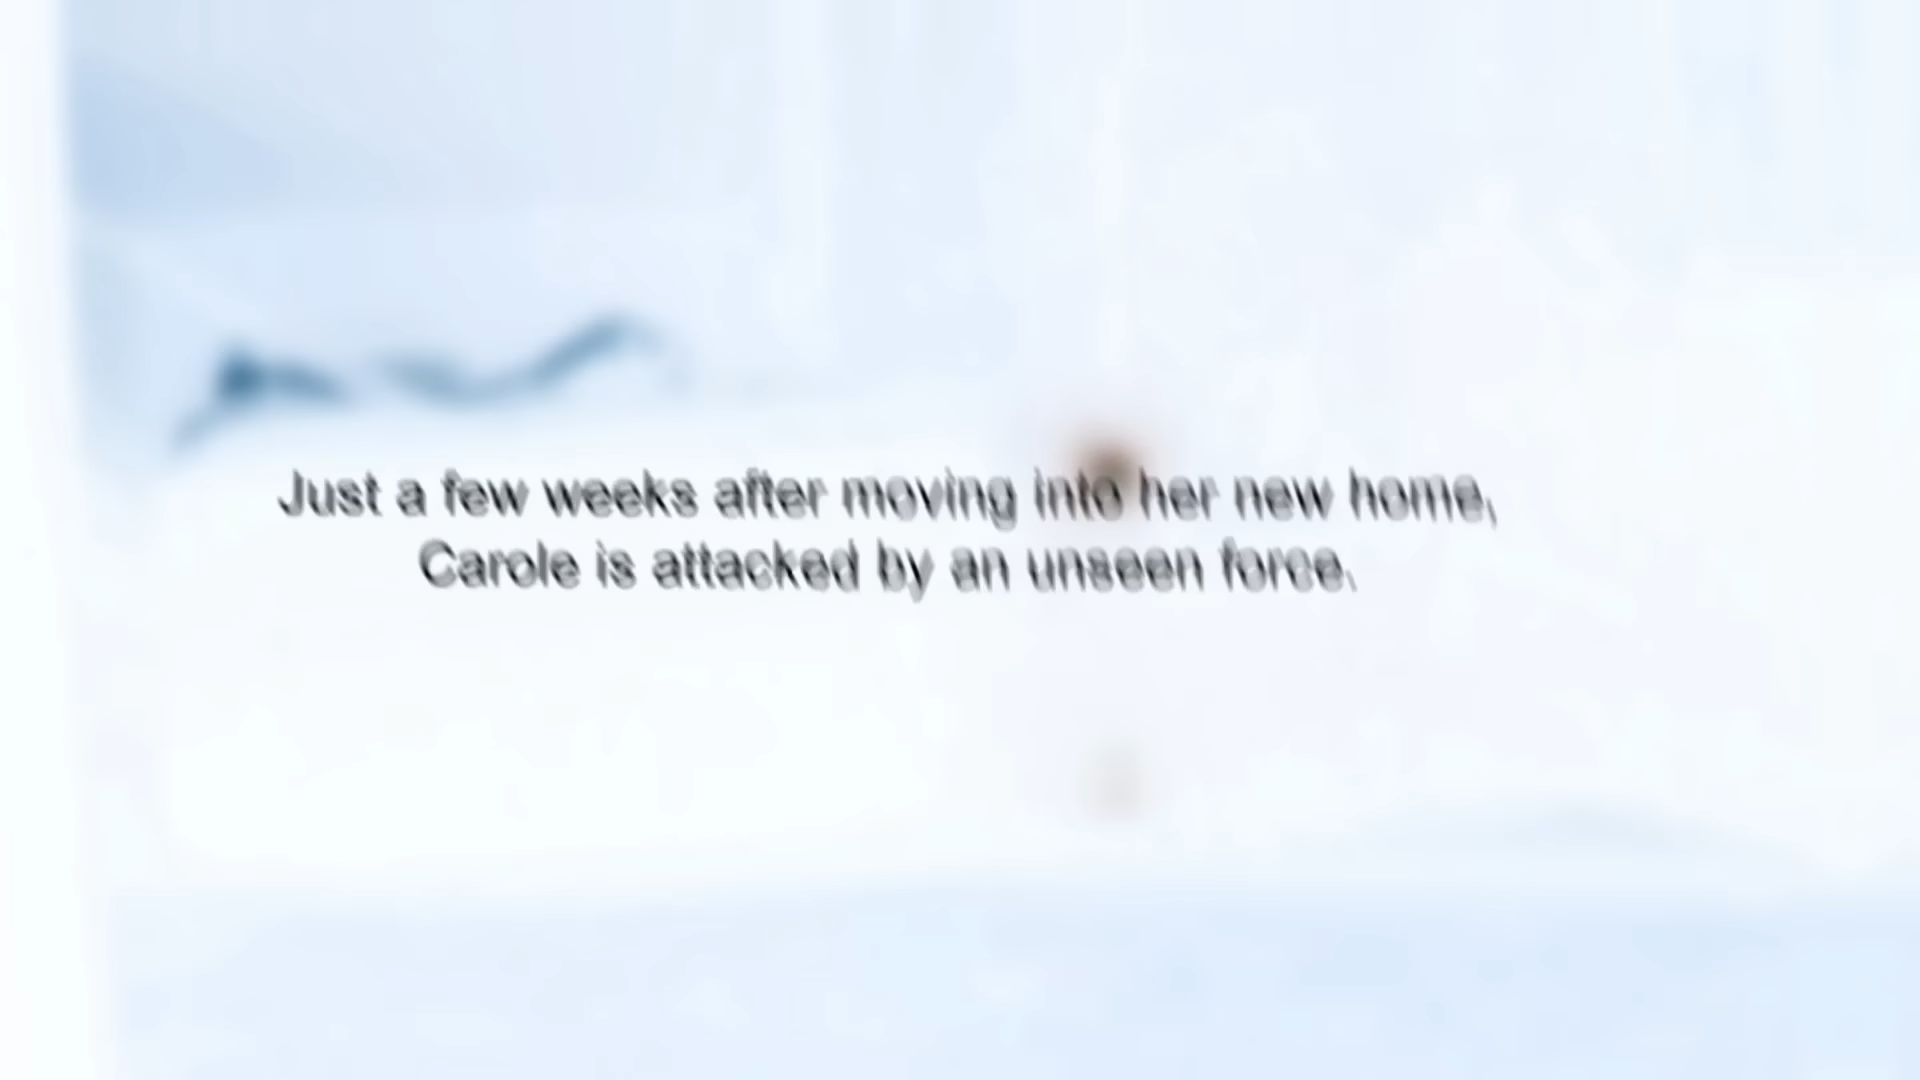 Just a few weeks after moving into her new home,
Carole is attacked by an unseen force.